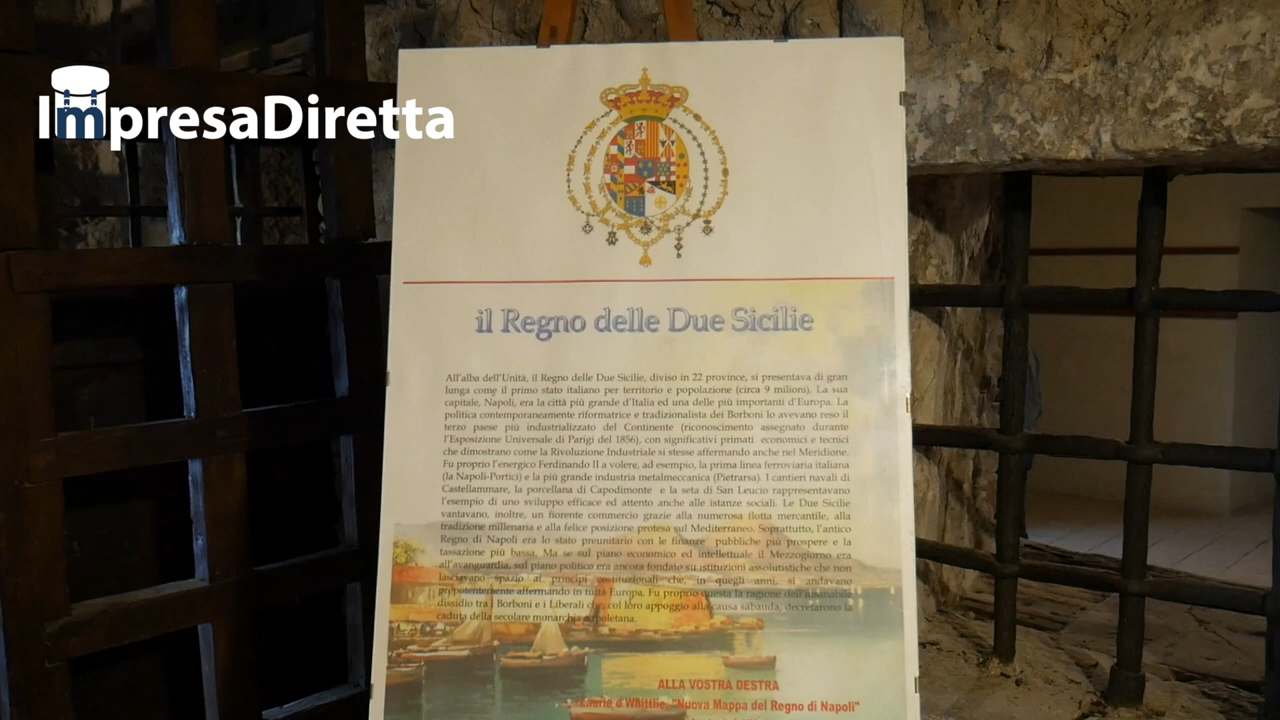 ImpresaDiretta
il Regno delle Due Sicilie
All'alba dell'Unità, il Regno delle Due Sicilie, diviso in 22 province, si presentava di gran
lunga come il primo stato italiano per territorio e popolazione (circa 9 milioni). La sua
capitale, Napoli, era la città più grande d'Italia ed una delle più importanti d'Europa. La
politica contemporaneamente riformatrice e tradizionalista dei Borboni lo avevano reso il
terzo paese più industrializzato del Continente (riconoscimento assegnato durante
l'Esposizione Universale di Parigi del 1856), con significativi primati economici e tecnici
che dimostrano come la Rivoluzione Industriale si stesse affermando anche nel Meridione.
Fu proprio l'energico Ferdinando II a volere, ad esempio, la prima linea ferroviaria italiana
(la Napoli-Portici) e la più grande industria metalmeccanica (Pietrarsa). I cantieri navali di
Castellammare, la porcellana di Capodimonte e la seta di San Leucio rappresentavano
l'esempio di uno sviluppo efficace ed attento anche alle istanze sociali. Le Due Sicilie
vantavano, inoltre, un fiorente commercio grazie alla numerosa flotta mercantile, alla
tradizione millenaria e alla felice posizione protesa sul Mediterraneo. Soprattutto, l'antico
Regno di Napoli era lo stato preunitario con le finanze pubbliche più prospere e la
tassazione più bassa. Ma se sul piano economico ed intellettuale il Mezzogiorno era
all'avanguardia, sul piano politico era ancora fondato su istituzioni assolutistiche che non
lasciavano spazio ai principi costituzionali che, in quegli anni, si andavano
prepotentemente affermando in tutta Europa. Fu proprio questa la ragione dell'insanabile
dissidio tra i Borboni e i Liberali che, col loro appoggio alla causa sabauda, decretarono la
caduta della secolare monarchia napoletana.
ALLA VOSTRA DESTRA
Laurie e Whittle, "Nuova Mappa del Regno di Napoli"